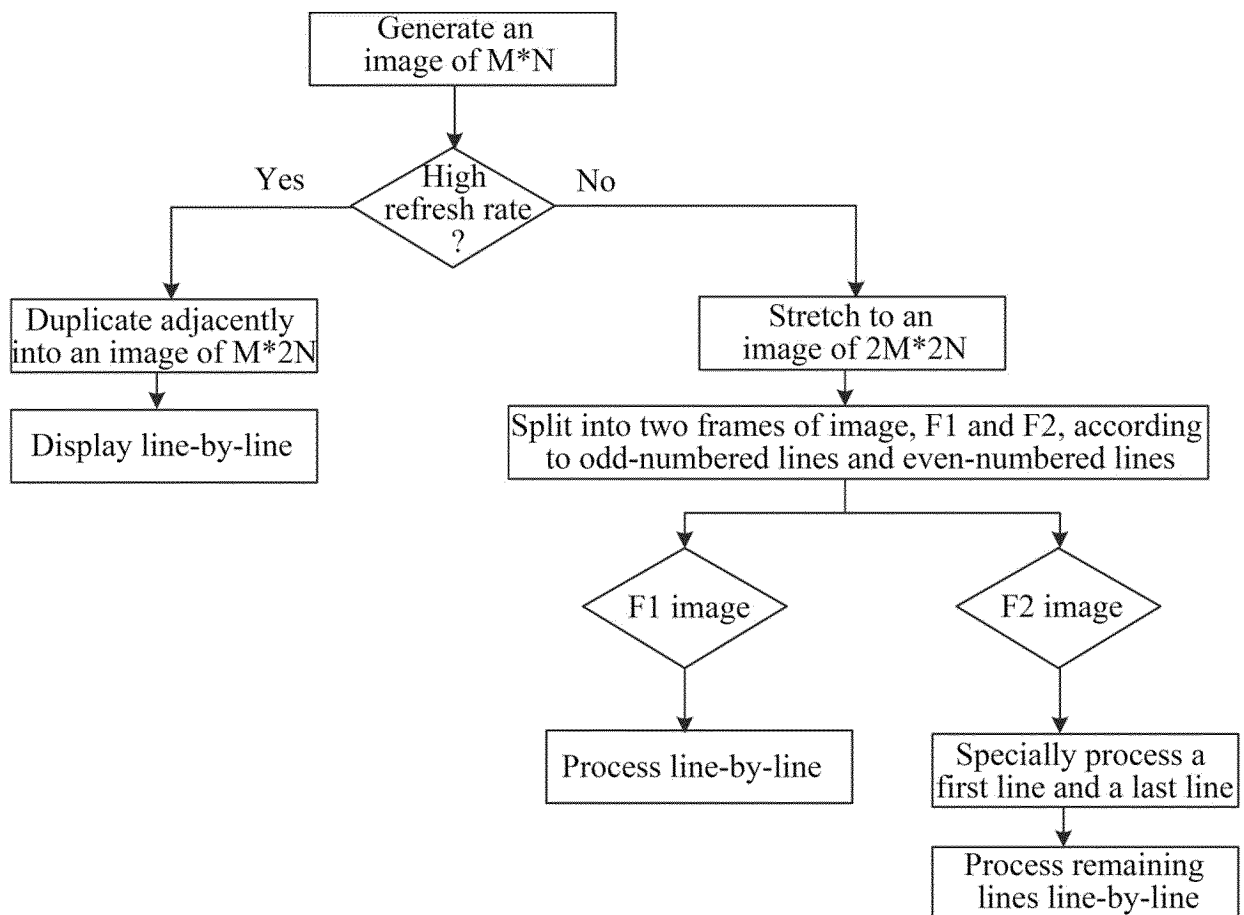 Generate an
image of M*N
Yes
High
refresh rate
?
No
Duplicate adjacently
into an image of M*2N
Display line-by-line
Stretch to an
image of 2M*2N
Split into two frames of image, F1 and F2, according
to odd-numbered lines and even-numbered lines
F1 image
F2 image
Process line-by-line
Specially process a
first line and a last line
Process remaining
lines line-by-line